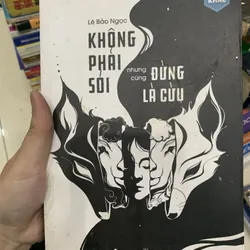 Lê Bảo Ngọc
KHÔNG
PHẢI
SÓI
nhưng
cũng
ĐỪNG
LÀ CỪU